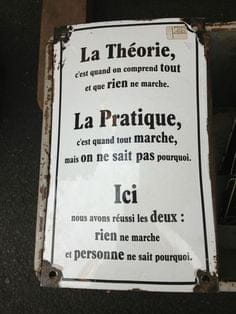 La Théorie,
c'est quand on comprend tout
et que rien ne marche.
La Pratique,
c'est quand tout marche,
mais on ne sait pas pourquoi.
Ici
nous avons réussi les deux :
rien ne marche
et personne ne sait pourquoi.